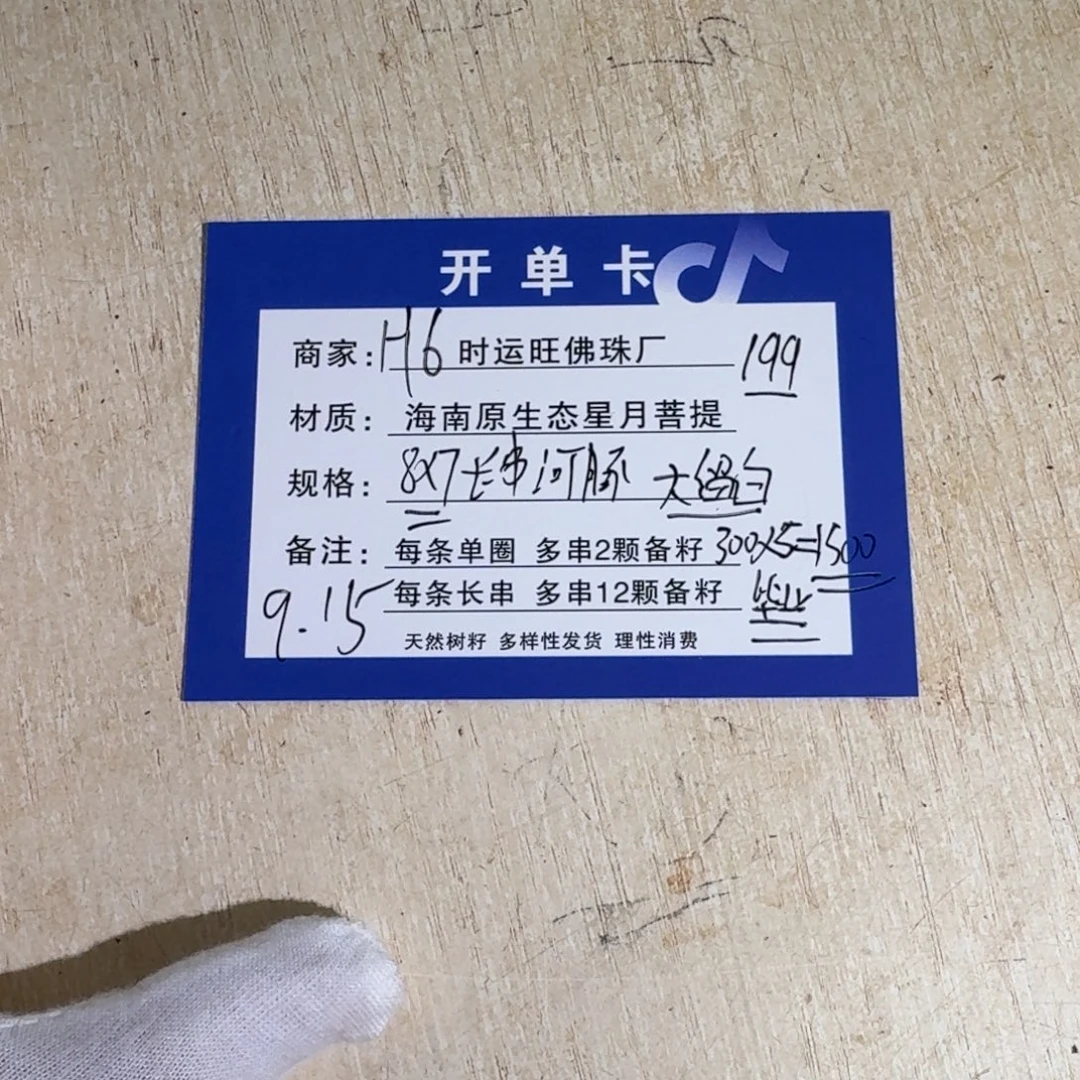 开单卡
商家:H6 时运旺佛珠厂 199
材质: 海南原生态星月菩提
规格: 8X7长串河豚 大留白
备注: 每条单圈 多串2颗备籽 300X5=1500
每条长串 多串12颗备籽
9.15
天然树籽 多样性发货 理性消费